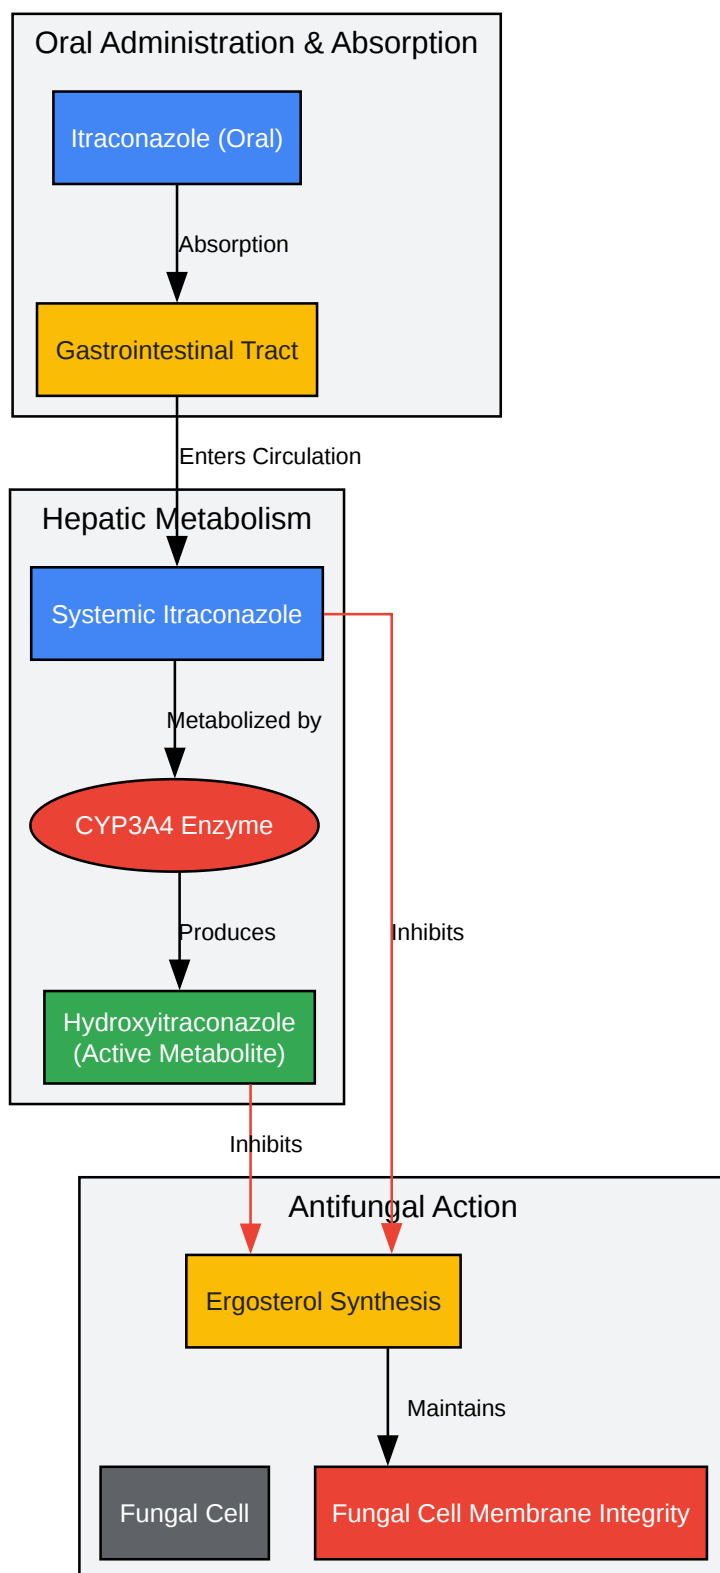 Oral Administration & Absorption
Itraconazole (Oral)
Absorption
Gastrointestinal Tract
Enters Circulation
Hepatic Metabolism
Systemic Itraconazole
Metabolized by
CYP3A4 Enzyme
Produces
Inhibits
Hydroxyitraconazole
(Active Metabolite)
Inhibits
Antifungal Action
Ergosterol Synthesis
Maintains
Fungal Cell
Fungal Cell Membrane Integrity